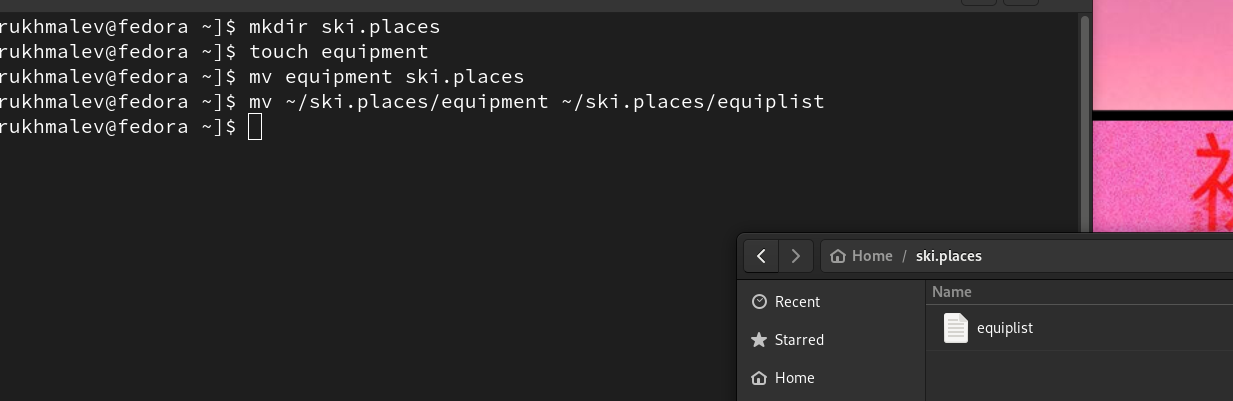 rukhmalev@fedora ~]$ mkdir ski.places
rukhmalev@fedora ~]$ touch equipment
rukhmalev@fedora ~]$ mv equipment ski.places
rukhmalev@fedora ~]$ mv ~/ski.places/equipment ~/ski.places/equiplist
rukhmalev@fedora ~]$
Home / ski.places
Recent
Starred
Home
Name
equiplist